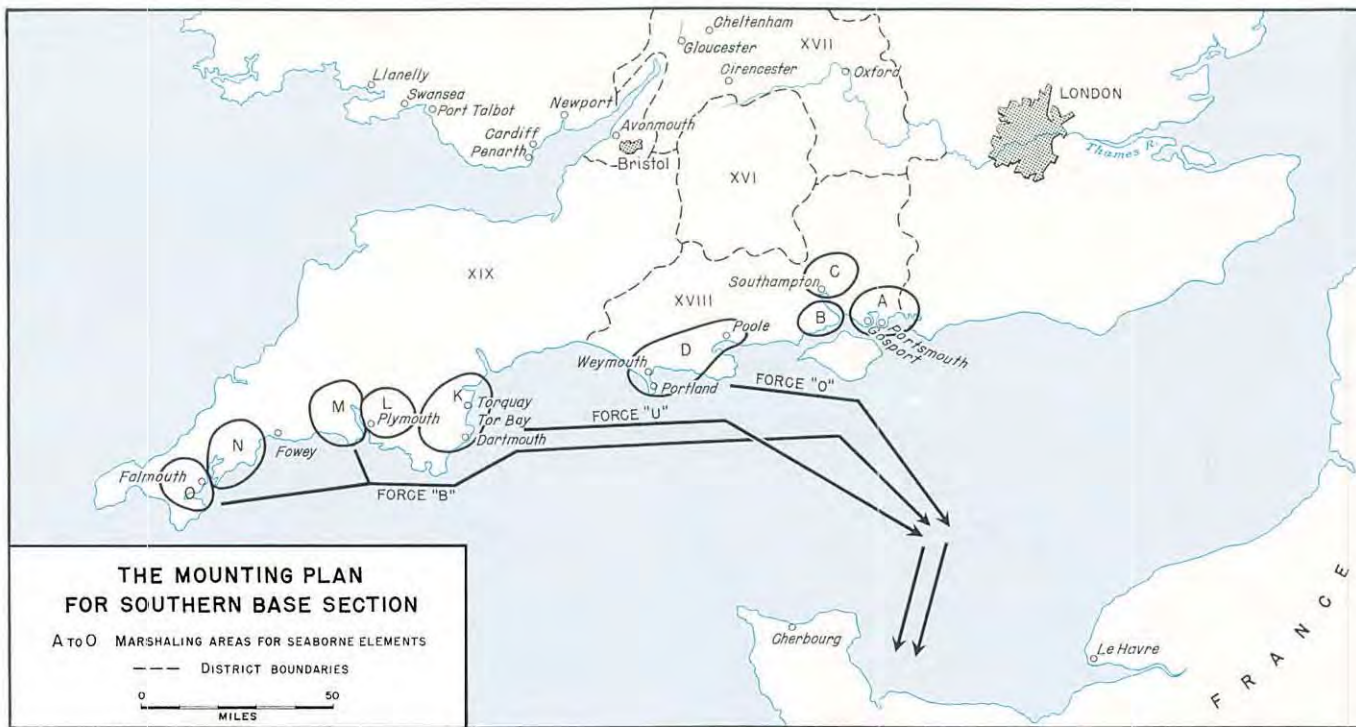 Cheltenham
Gloucester
XVII
Cirencester
Oxford
Llanelly
Swansea
Port Talbot
Newport
Cardiff
Penarth
Avonmouth
Bristol
LONDON
Thames R.
XVI
XIX
XVIII
C
Southampton
B
A
Portsmouth
Gosport
Poole
D
Weymouth
Portland
FORCE "O"
FORCE "U"
K
Torquay
Tor Bay
Dartmouth
M
L
Plymouth
N
Fowey
Falmouth
O
FORCE "B"
Cherbourg
Le Havre
FRANCE
THE MOUNTING PLAN
FOR SOUTHERN BASE SECTION
A TO O MARSHALING AREAS FOR SEABORNE ELEMENTS
DISTRICT BOUNDARIES
0 50
MILES